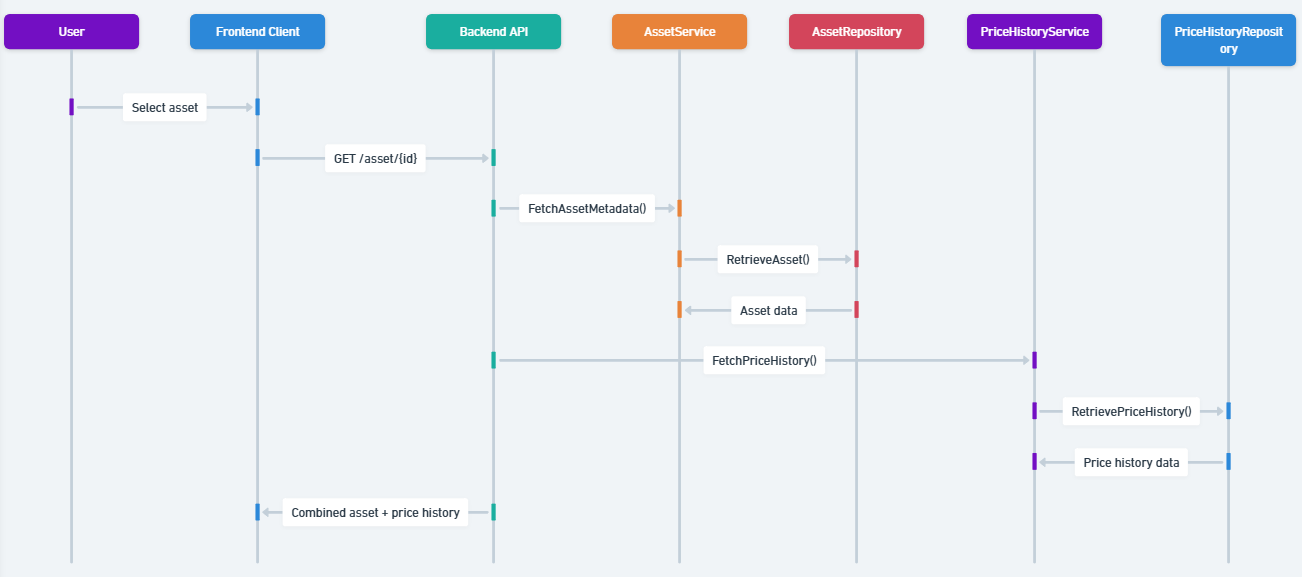 User
Frontend Client
Backend API
AssetService
AssetRepository
PriceHistoryService
PriceHistoryReposit
ory
Select asset
GET /asset/{id}
FetchAssetMetadata()
RetrieveAsset()
Asset data
FetchPriceHistory()
RetrievePriceHistory()
Price history data
Combined asset + price history